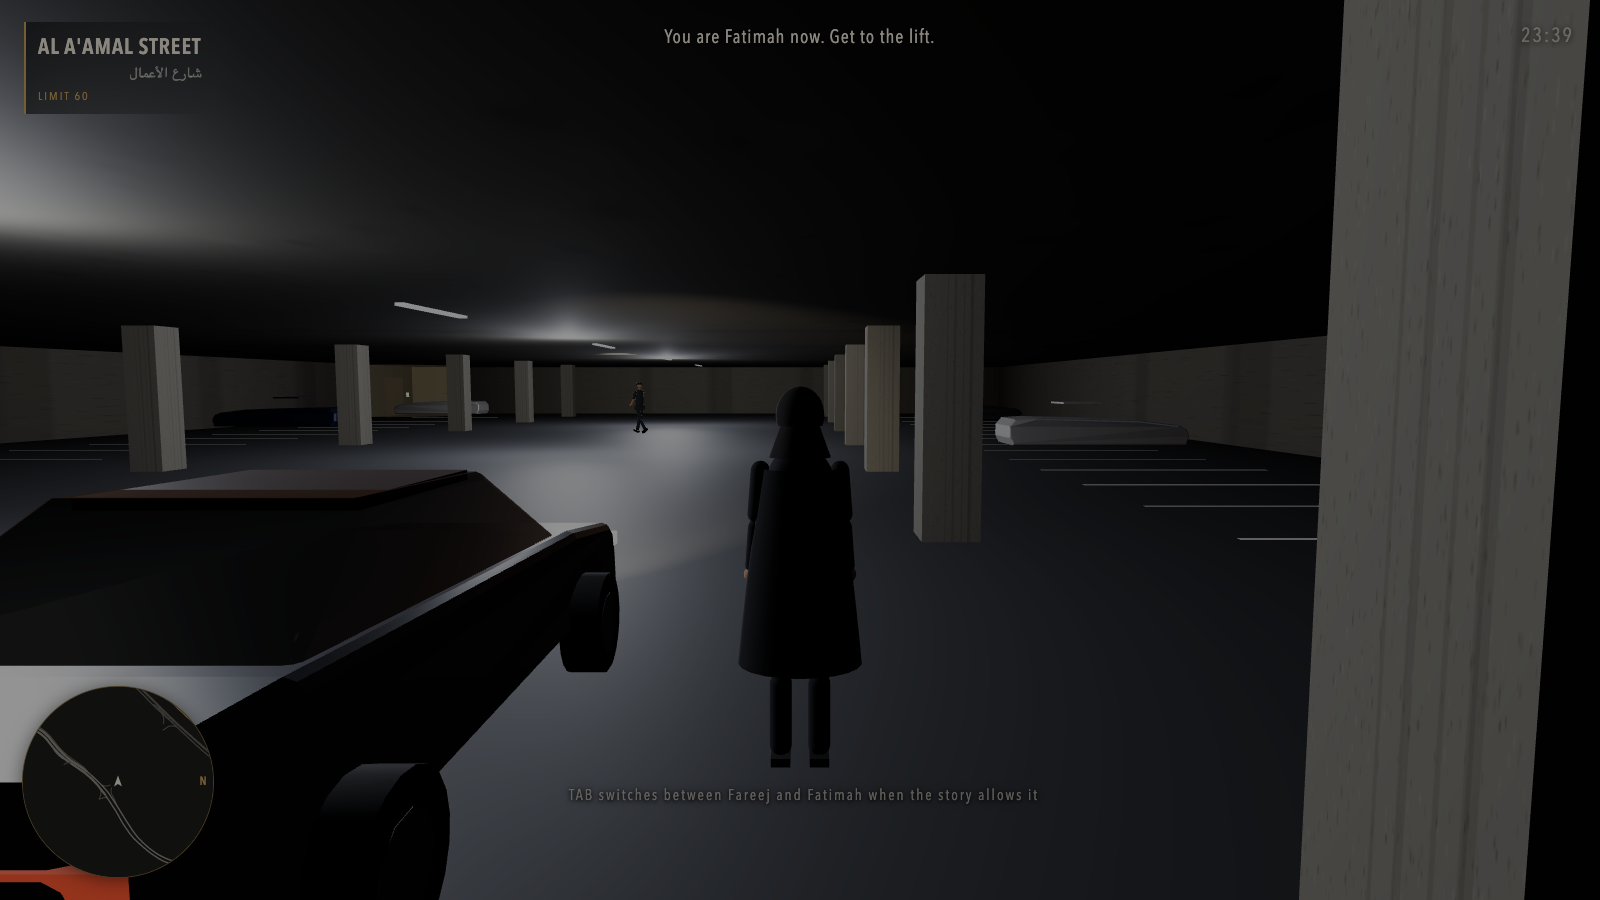 AL A'AMAL STREET
شارع الأعمال
LIMIT 60
You are Fatimah now. Get to the lift.
23:39
N
TAB switches between Fareej and Fatimah when the story allows it